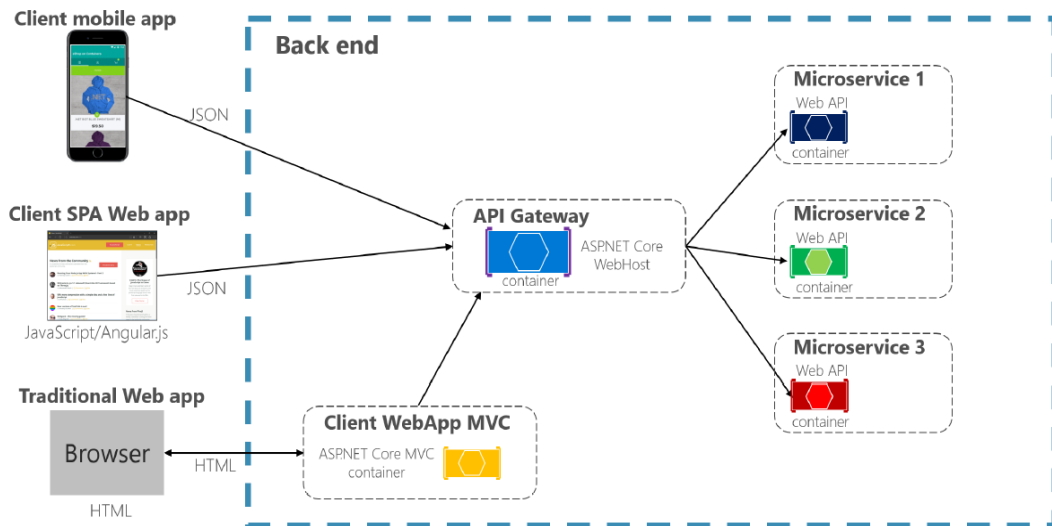 Client mobile app
Back end
JSON
Microservice 1
Web API
container
Client SPA Web app
JSON
JavaScript/Angular.js
API Gateway
ASPNET Core
WebHost
container
Microservice 2
Web API
container
Microservice 3
Web API
container
Traditional Web app
Browser
HTML
HTML
Client WebApp MVC
ASPNET Core MVC
container